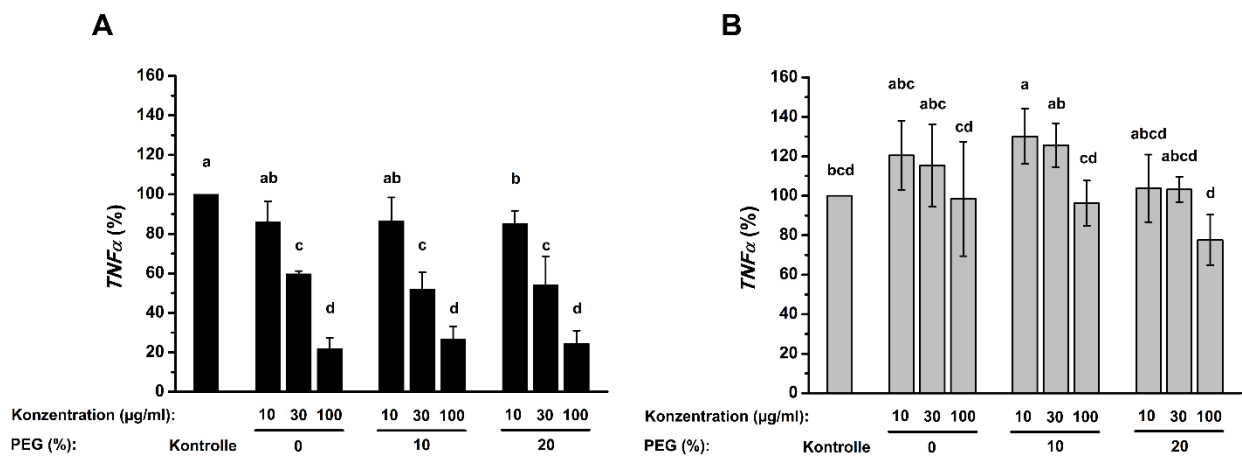 A
TNFα (%)
160
140
120
100
80
60
40
20
0
a
ab
c
d
ab
c
d
b
c
d
Konzentration (µg/ml):
10 30 100 10 30 100 10 30 100
PEG (%): Kontrolle 0 10 20
B
TNFα (%)
160
140
120
100
80
60
40
20
0
bcd
abc
abc
cd
a
ab
cd
abcd
abcd
d
Konzentration (µg/ml):
10 30 100 10 30 100 10 30 100
PEG (%): Kontrolle 0 10 20